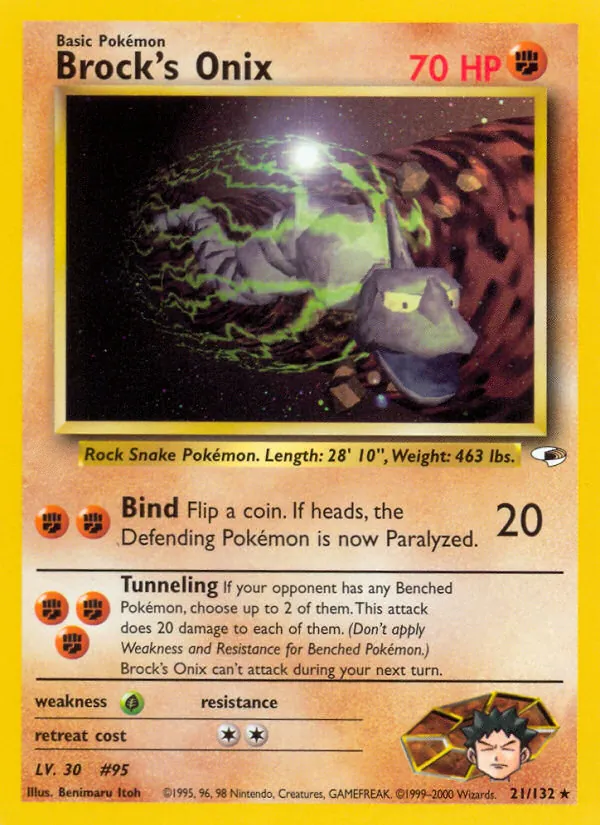 Basic Pokémon
Brock's Onix
70 HP
Rock Snake Pokémon. Length: 28' 10", Weight: 463 lbs.
Bind Flip a coin. If heads, the
Defending Pokémon is now Paralyzed.
20
Tunneling If your opponent has any Benched
Pokémon, choose up to 2 of them. This attack
does 20 damage to each of them. (Don't apply
Weakness and Resistance for Benched Pokémon.)
Brock's Onix can't attack during your next turn.
weakness
resistance
retreat cost
LV. 30 #95
Illus. Benimaru Itoh ©1995, 96, 98 Nintendo, Creatures, GAMEFREAK. ©1999-2000 Wizards. 21/132 ★